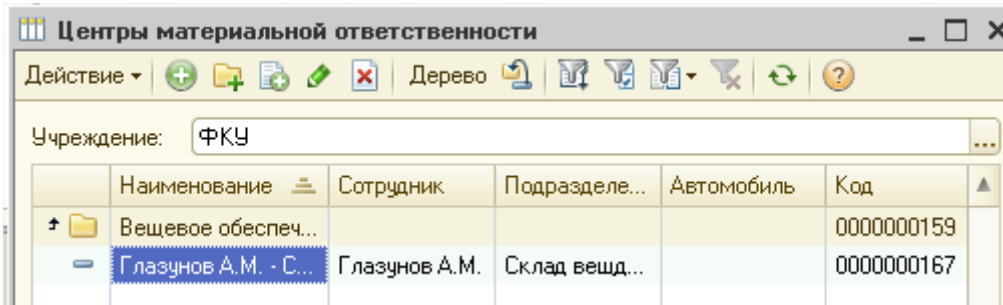 Центры материальной ответственности
Действие Дерево
Учреждение: ФКУ ...
Наименование Сотрудник Подразделе... Автомобиль Код
Вещевое обеспеч... 0000000159
Глазунов А.М. - С... Глазунов А.М. Склад вещд... 0000000167